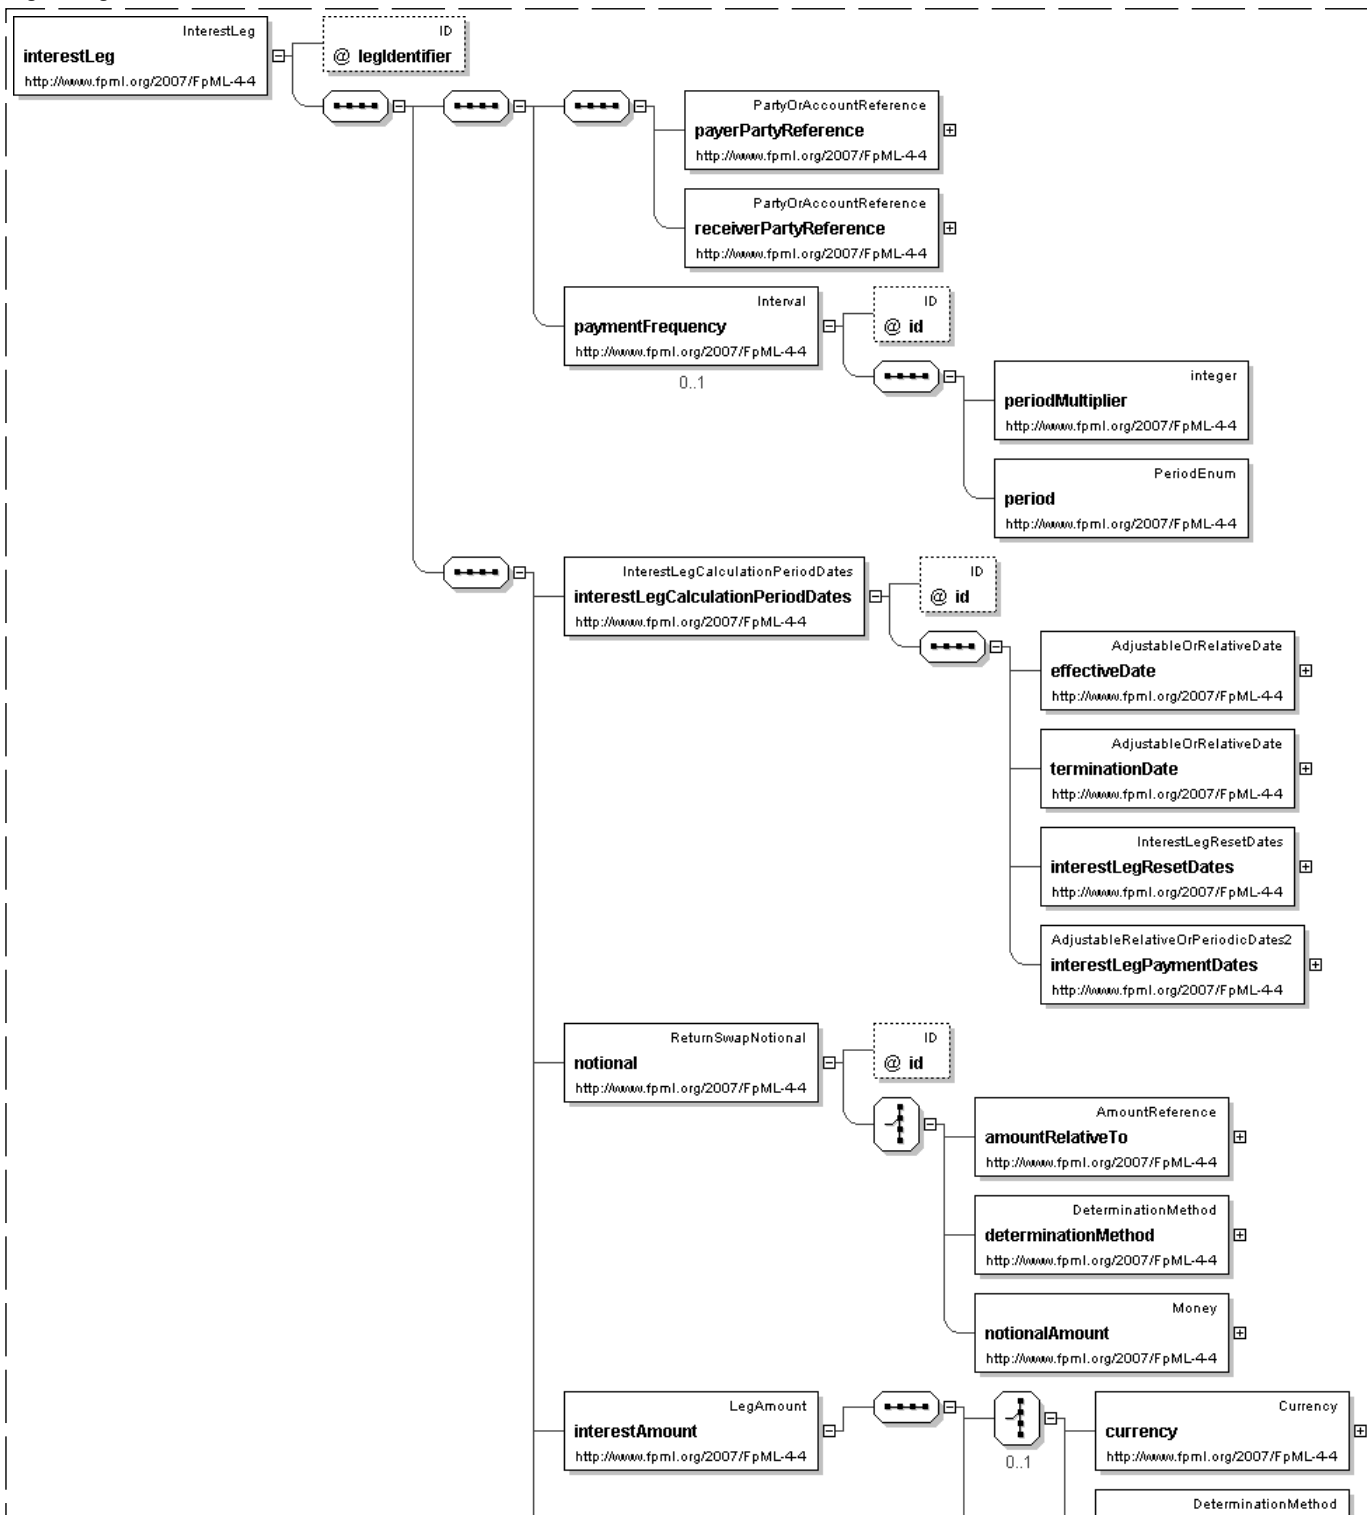 InterestLeg
interestLeg
http://www.fpml.org/2007/FpML-4-4
ID
@ legIdentifier
PartyOrAccountReference
payerPartyReference
http://www.fpml.org/2007/FpML-4-4
PartyOrAccountReference
receiverPartyReference
http://www.fpml.org/2007/FpML-4-4
Interval
paymentFrequency
http://www.fpml.org/2007/FpML-4-4
0..1
ID
@ id
integer
periodMultiplier
http://www.fpml.org/2007/FpML-4-4
PeriodEnum
period
http://www.fpml.org/2007/FpML-4-4
InterestLegCalculationPeriodDates
interestLegCalculationPeriodDates
http://www.fpml.org/2007/FpML-4-4
ID
@ id
AdjustableOrRelativeDate
effectiveDate
http://www.fpml.org/2007/FpML-4-4
AdjustableOrRelativeDate
terminationDate
http://www.fpml.org/2007/FpML-4-4
InterestLegResetDates
interestLegResetDates
http://www.fpml.org/2007/FpML-4-4
AdjustableRelativeOrPeriodicDates2
interestLegPaymentDates
http://www.fpml.org/2007/FpML-4-4
ReturnSwapNotional
notional
http://www.fpml.org/2007/FpML-4-4
ID
@ id
AmountReference
amountRelativeTo
http://www.fpml.org/2007/FpML-4-4
DeterminationMethod
determinationMethod
http://www.fpml.org/2007/FpML-4-4
Money
notionalAmount
http://www.fpml.org/2007/FpML-4-4
LegAmount
interestAmount
http://www.fpml.org/2007/FpML-4-4
0..1
Currency
currency
http://www.fpml.org/2007/FpML-4-4
DeterminationMethod